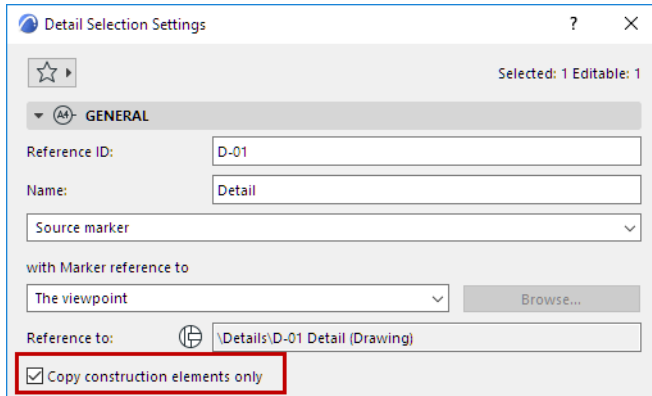 Detail Selection Settings ? ×
Selected: 1 Editable: 1
A4 GENERAL
Reference ID: D-01
Name: Detail
Source marker
with Marker reference to
The viewpoint Browse...
Reference to: \Details\D-01 Detail (Drawing)
Copy construction elements only